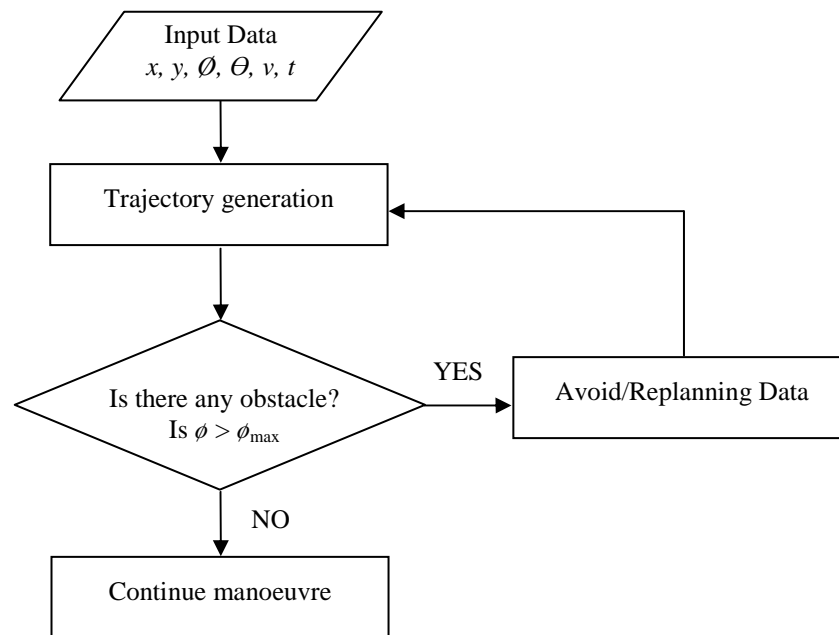 Input Data
x, y, Ø, Θ, v, t
Trajectory generation
Is there any obstacle?
Is ϕ > ϕmax
YES
Avoid/Replanning Data
NO
Continue manoeuvre